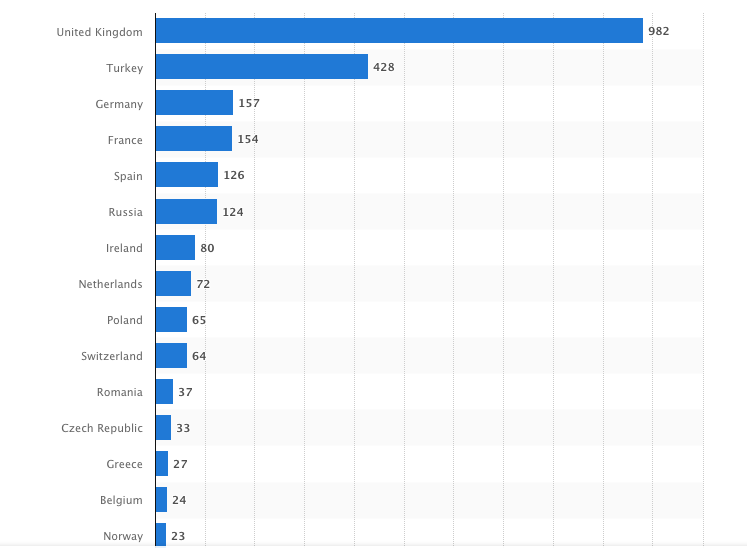 United Kingdom 982
Turkey 428
Germany 157
France 154
Spain 126
Russia 124
Ireland 80
Netherlands 72
Poland 65
Switzerland 64
Romania 37
Czech Republic 33
Greece 27
Belgium 24
Norway 23